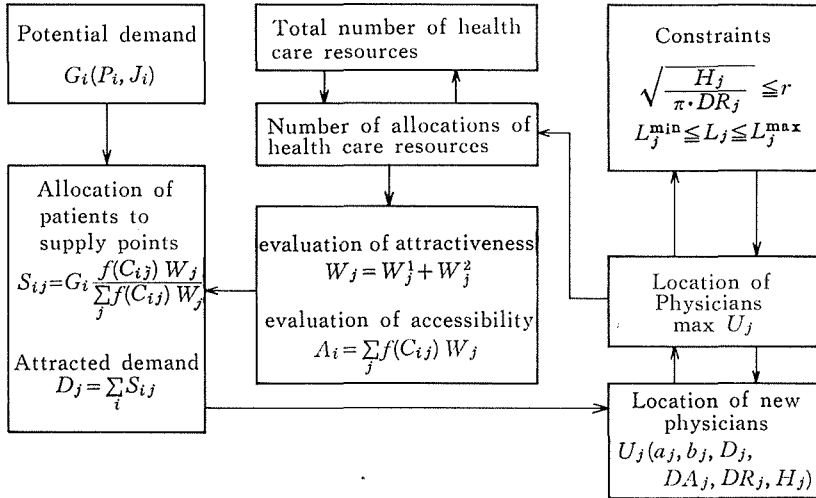 Potential demand
G_i(P_i, J_i)
Total number of health
care resources
Number of allocations of
health care resources
Constraints
√(H_j / (π·DR_j)) ≦ r
L_j^min ≦ L_j ≦ L_j^max
Allocation of
patients to
supply points
S_ij = G_i f(C_ij) W_j / Σ_j f(C_ij) W_j
Attracted demand
D_j = Σ_i S_ij
evaluation of attractiveness
W_j = W_j^1 + W_j^2
evaluation of accessibility
A_i = Σ_j f(C_ij) W_j
Location of
Physicians
max U_j
Location of new
physicians
U_j(a_j, b_j, D_j,
DA_j, DR_j, H_j)